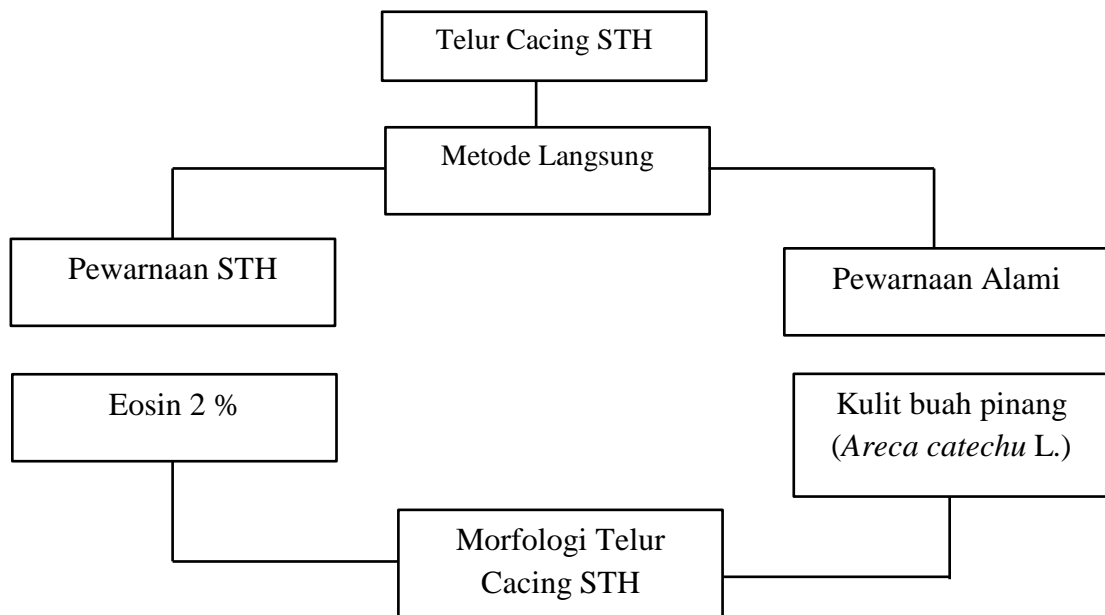 Telur Cacing STH
Metode Langsung
Pewarnaan STH
Pewarnaan Alami
Eosin 2 %
Kulit buah pinang
(Areca catechu L.)
Morfologi Telur
Cacing STH